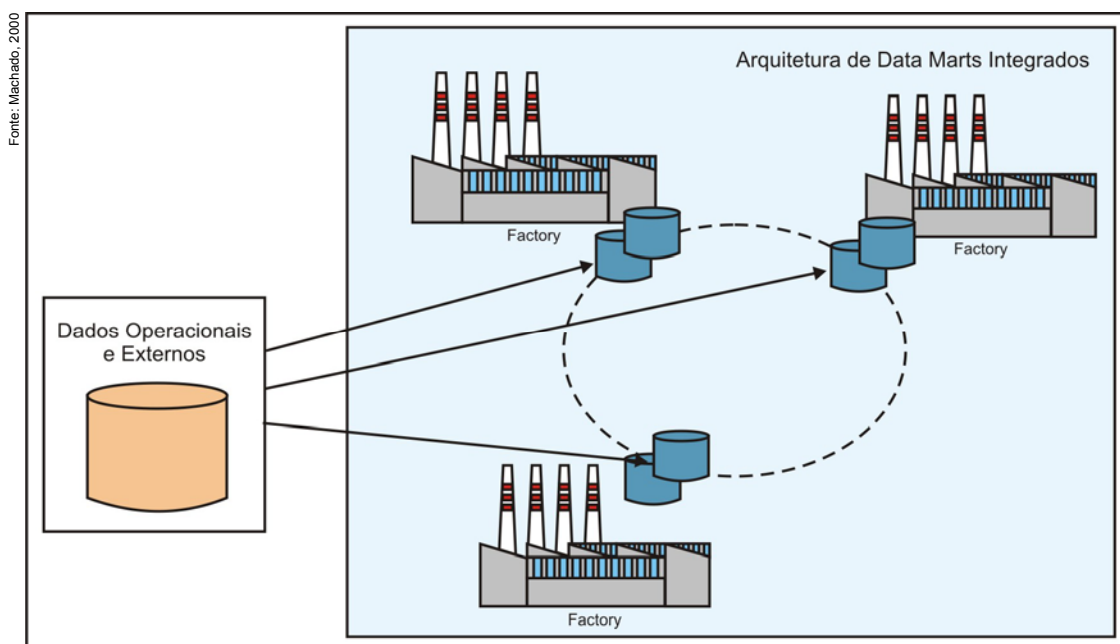 Fonte: Machado, 2000
Arquitetura de Data Marts Integrados
Factory
Factory
Dados Operacionais
e Externos
Factory